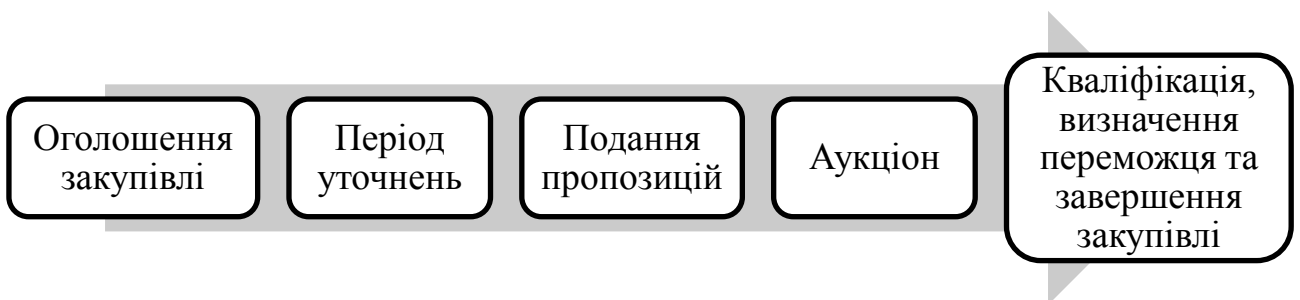 Оголошення
закупівлі
Період
уточнень
Подання
пропозицій
Аукціон
Кваліфікація,
визначення
переможця та
завершення
закупівлі